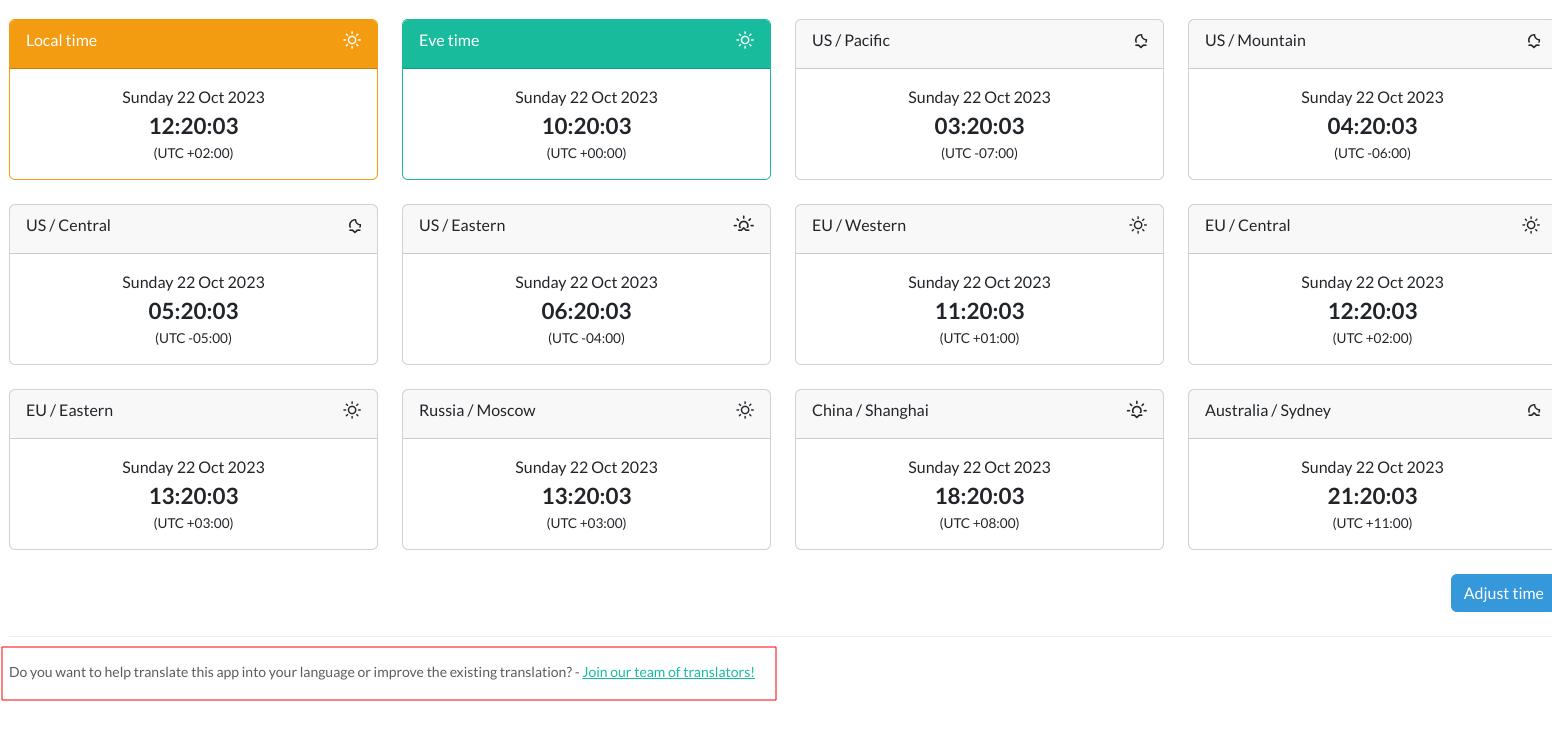 Local time
Sunday 22 Oct 2023
12:20:03
(UTC +02:00)
Eve time
Sunday 22 Oct 2023
10:20:03
(UTC +00:00)
US / Pacific
Sunday 22 Oct 2023
03:20:03
(UTC -07:00)
US / Mountain
Sunday 22 Oct 2023
04:20:03
(UTC -06:00)
US / Central
Sunday 22 Oct 2023
05:20:03
(UTC -05:00)
US / Eastern
Sunday 22 Oct 2023
06:20:03
(UTC -04:00)
EU / Western
Sunday 22 Oct 2023
11:20:03
(UTC +01:00)
EU / Central
Sunday 22 Oct 2023
12:20:03
(UTC +02:00)
EU / Eastern
Sunday 22 Oct 2023
13:20:03
(UTC +03:00)
Russia / Moscow
Sunday 22 Oct 2023
13:20:03
(UTC +03:00)
China / Shanghai
Sunday 22 Oct 2023
18:20:03
(UTC +08:00)
Australia / Sydney
Sunday 22 Oct 2023
21:20:03
(UTC +11:00)
Adjust time
Do you want to help translate this app into your language or improve the existing translation? - Join our team of translators!